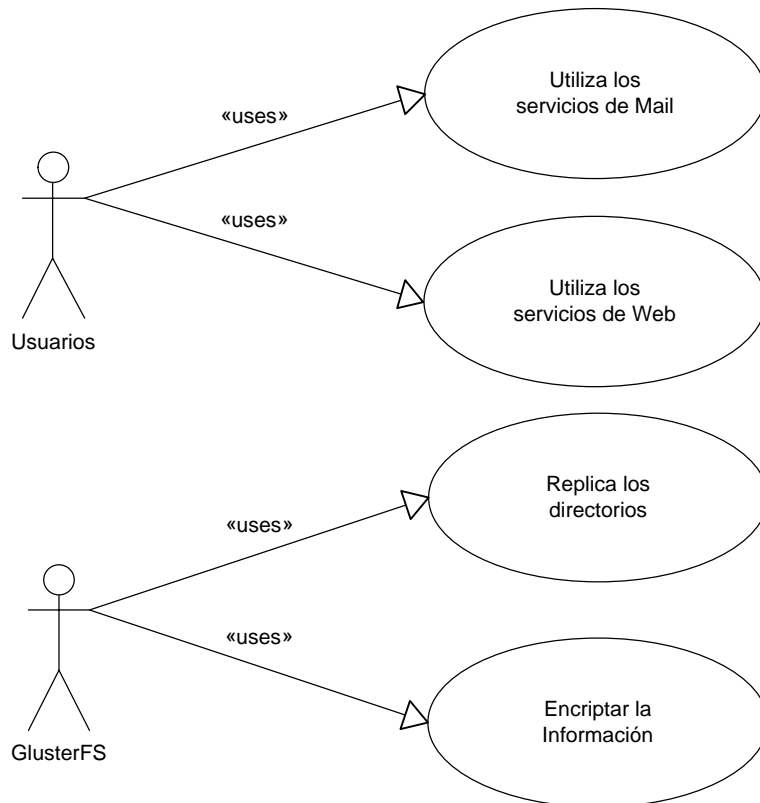 Utiliza los
servicios de Mail
«uses»
«uses»
Utiliza los
servicios de Web
Usuarios
Replica los
directorios
«uses»
«uses»
Encriptar la
Información
GlusterFS